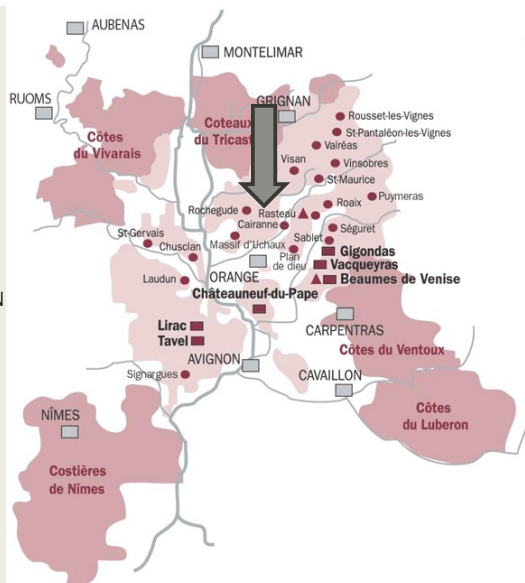 AUBENAS
MONTELIMAR
RUOMS
GRIGNAN
Côtes
du Vivarais
Coteaux
du Tricast
Rousset-les-Vignes
St-Pantaléon-les-Vignes
Valréas
Visan
Vinsobres
St-Maurice
Puymeras
Rochegude
Rasteau
Roaix
Cairanne
Séguret
St-Gervais
Massif d'Uchaux
Sablet
Chusclan
Plan
de dieu
Gigondas
Vacqueyras
Laudun
ORANGE
Beaumes de Venise
Châteauneuf-du-Pape
N
Lirac
Tavel
CARPENTRAS
AVIGNON
Côtes du Ventoux
Signargues
CAVAILLON
NÎMES
Côtes
du Luberon
Costières
de Nîmes